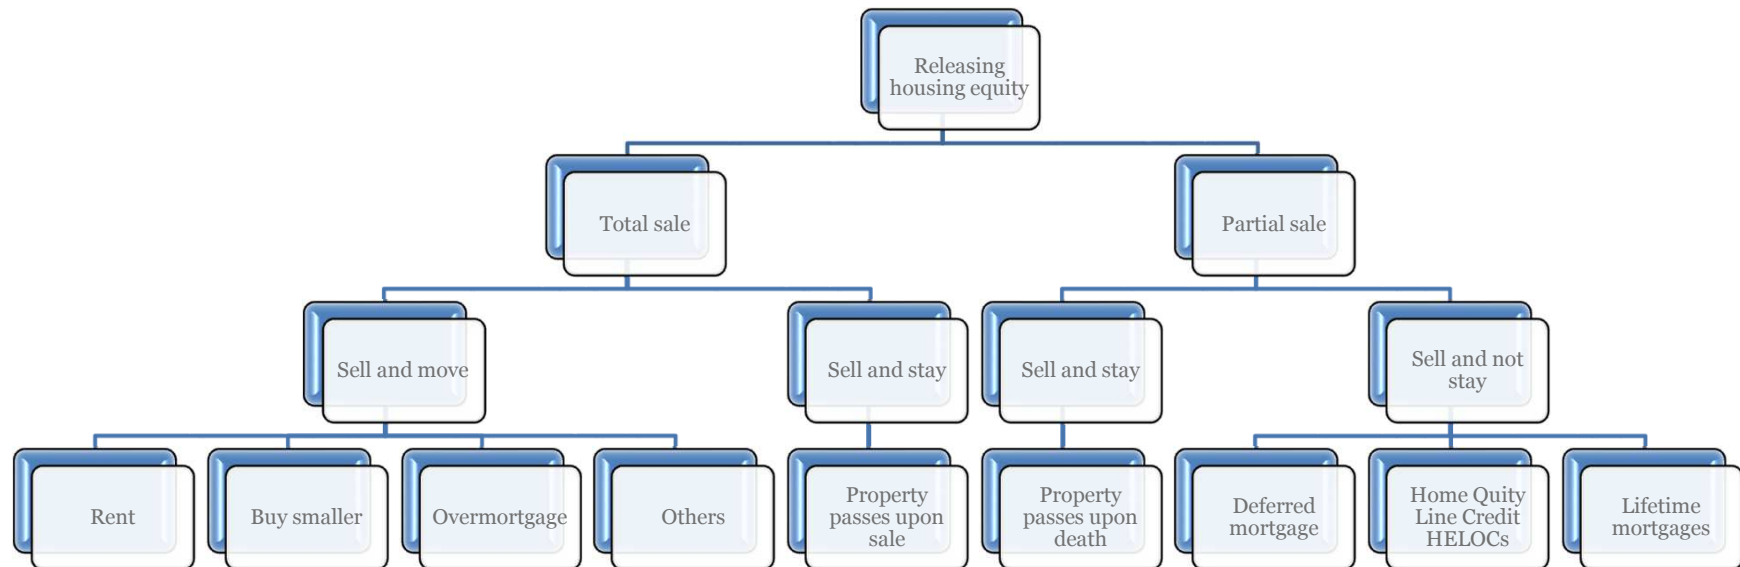 Releasing
housing equity
Total sale
Partial sale
Sell and move
Sell and stay
Sell and stay
Sell and not
stay
Rent
Buy smaller
Overmortgage
Others
Property
passes upon
sale
Property
passes upon
death
Deferred
mortgage
Home Quity
Line Credit
HELOCs
Lifetime
mortgages